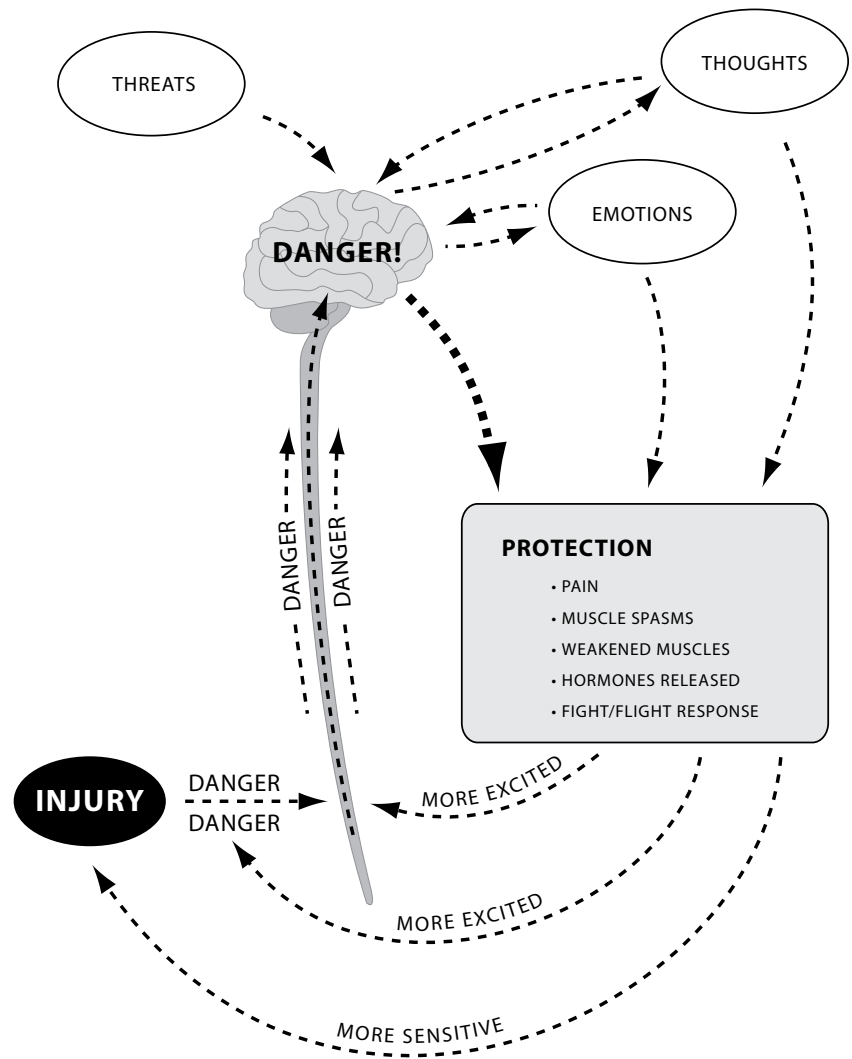 THREATS
THOUGHTS
EMOTIONS
DANGER!
DANGER
DANGER
PROTECTION
• PAIN
• MUSCLE SPASMS
• WEAKENED MUSCLES
• HORMONES RELEASED
• FIGHT/FLIGHT RESPONSE
INJURY
DANGER
DANGER
MORE EXCITED
MORE EXCITED
MORE SENSITIVE